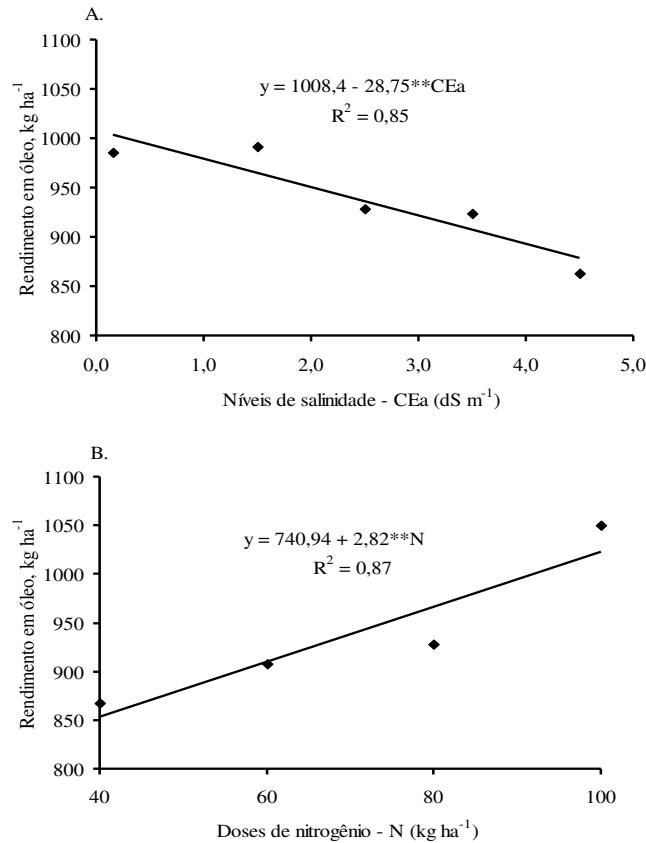 A.
1100
1050
1000
950
900
850
800
Rendimento em óleo, kg ha⁻¹
y = 1008,4 - 28,75**CEa
R² = 0,85
0,0 1,0 2,0 3,0 4,0 5,0
Níveis de salinidade - CEa (dS m⁻¹)
B.
1100
1050
1000
950
900
850
800
Rendimento em óleo, kg ha⁻¹
y = 740,94 + 2,82**N
R² = 0,87
40 60 80 100
Doses de nitrogênio - N (kg ha⁻¹)